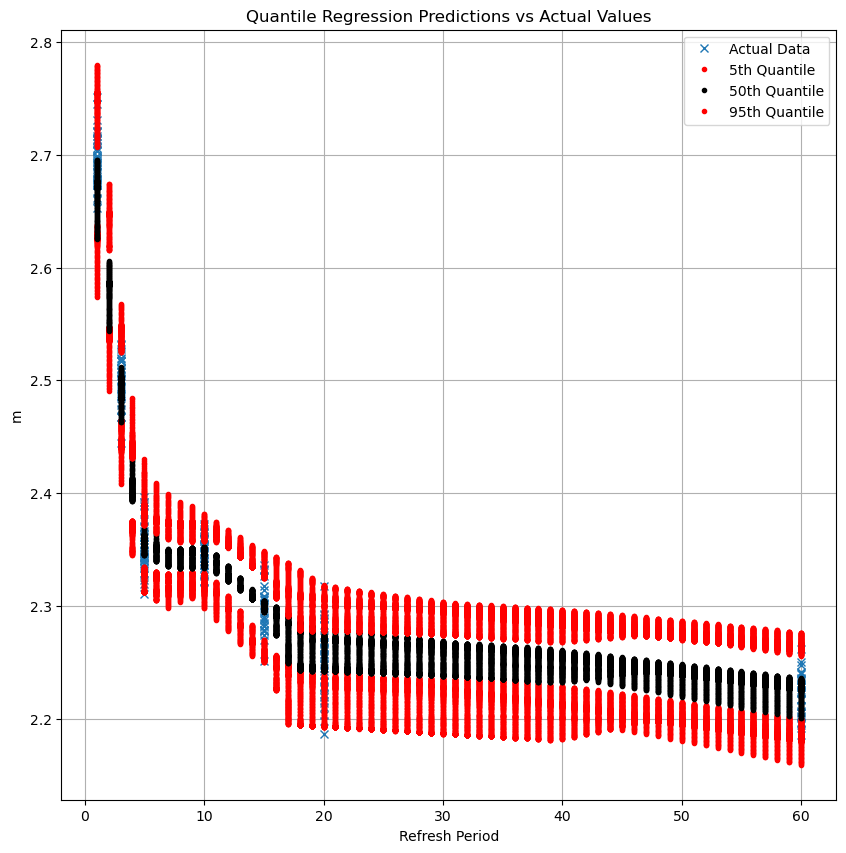 Quantile Regression Predictions vs Actual Values
Actual Data
5th Quantile
50th Quantile
95th Quantile
2.8
2.7
2.6
2.5
2.4
2.3
2.2
m
0 10 20 30 40 50 60
Refresh Period